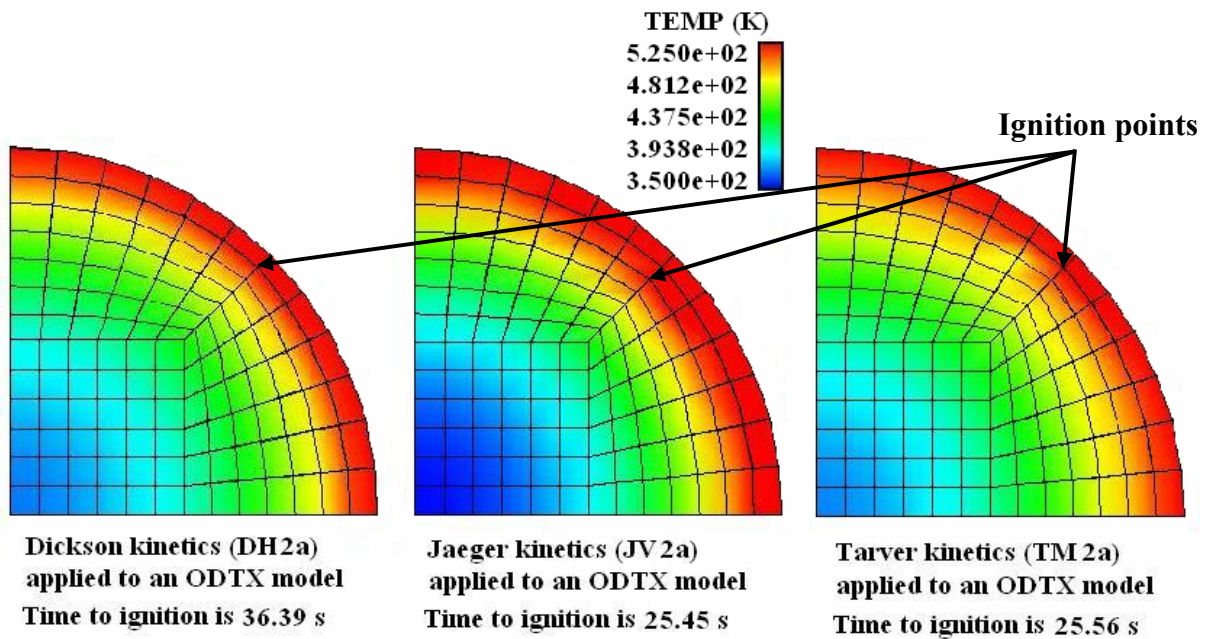 TEMP (K)
5.250e+02
4.812e+02
4.375e+02
3.938e+02
3.500e+02
Ignition points
Dickson kinetics (DH2a)
applied to an ODTX model
Time to ignition is 36.39 s
Jaeger kinetics (JV2a)
applied to an ODTX model
Time to ignition is 25.45 s
Tarver kinetics (TM 2a)
applied to an ODTX model
Time to ignition is 25.56 s